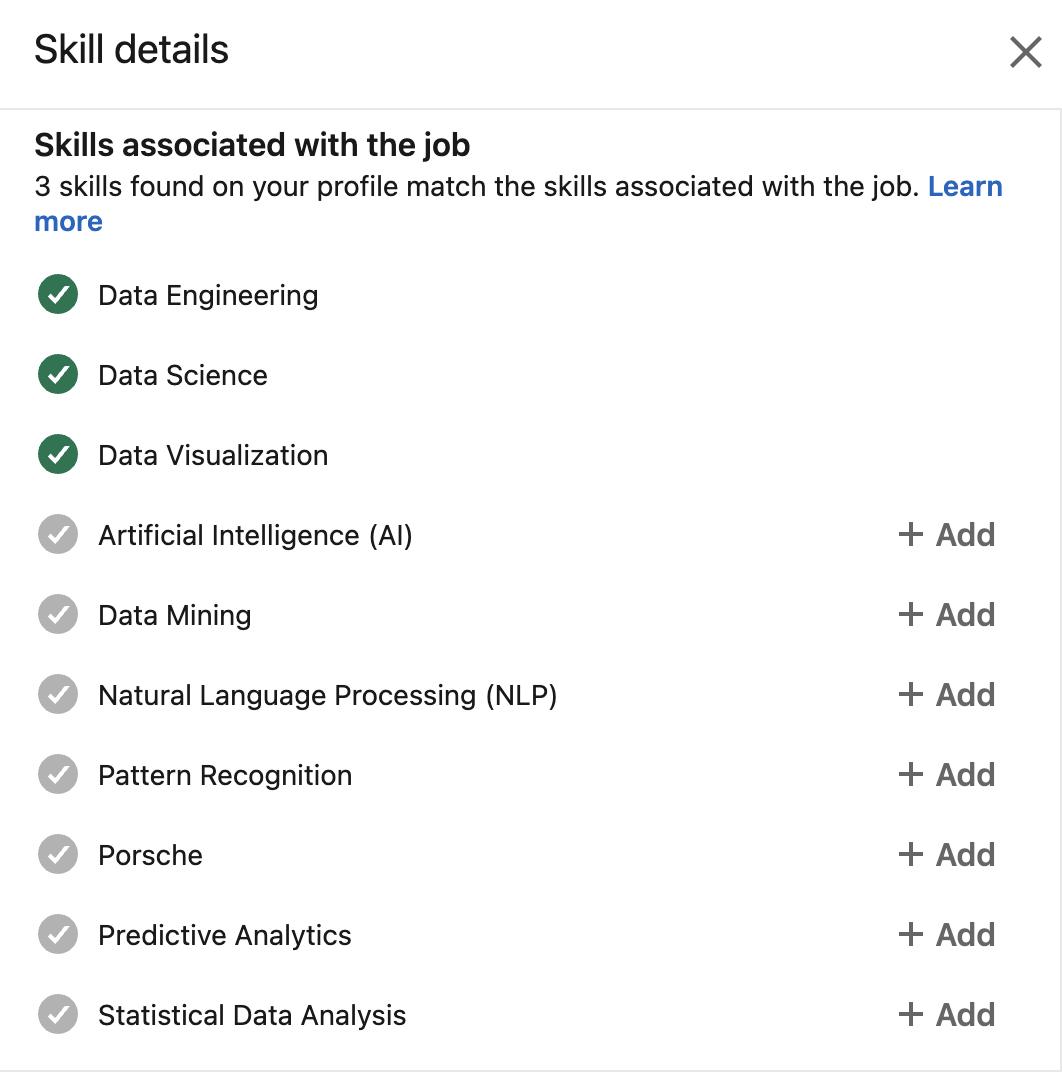 Skill details
Skills associated with the job
3 skills found on your profile match the skills associated with the job. Learn
more
Data Engineering
Data Science
Data Visualization
Artificial Intelligence (AI) + Add
Data Mining + Add
Natural Language Processing (NLP) + Add
Pattern Recognition + Add
Porsche + Add
Predictive Analytics + Add
Statistical Data Analysis + Add